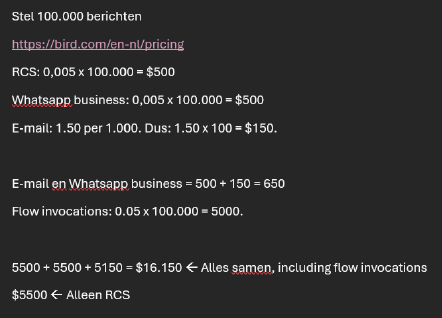 Stel 100.000 berichten
https://bird.com/en-nl/pricing
RCS: 0,005 x 100.000 = $500
Whatsapp business: 0,005 x 100.000 = $500
E-mail: 1.50 per 1.000. Dus: 1.50 x 100 = $150.
E-mail en Whatsapp business = 500 + 150 = 650
Flow invocations: 0.05 x 100.000 = 5000.
5500 + 5500 + 5150 = $16.150 ← Alles samen, including flow invocations
$5500 ← Alleen RCS